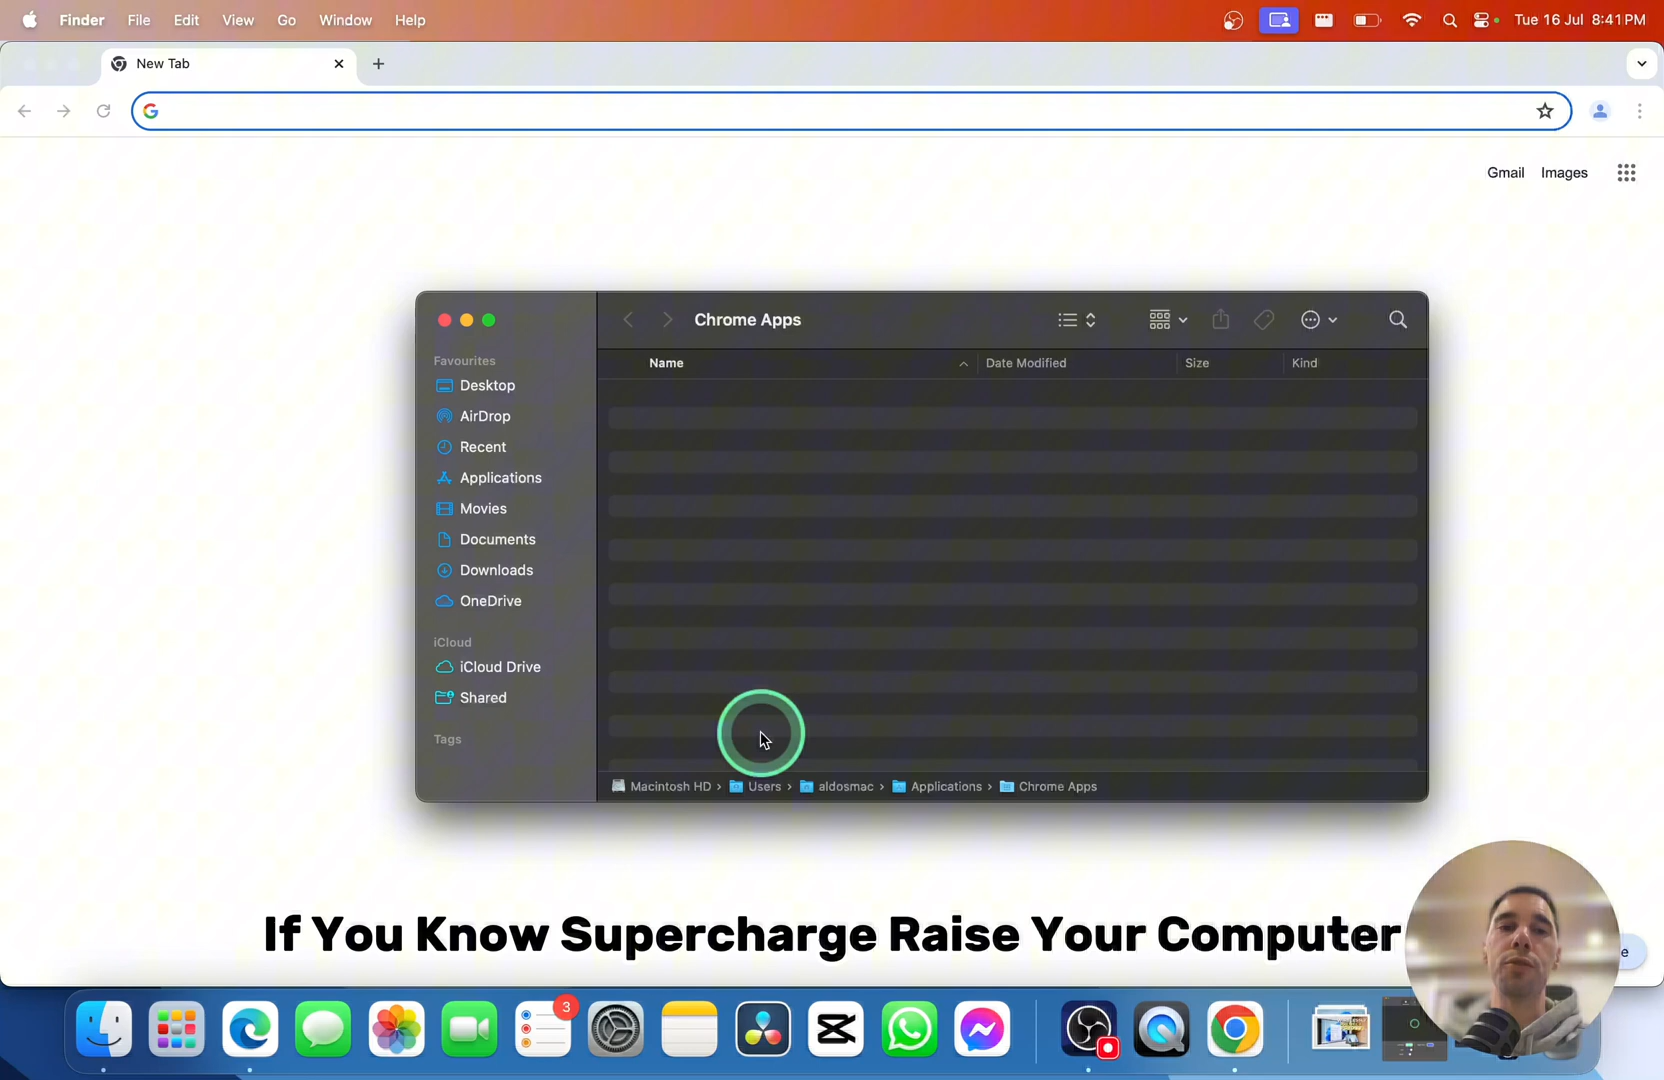 Finder File Edit View Go Window Help Tue 16 Jul 8:41 PM
New Tab
Gmail Images
Chrome Apps
Name Date Modified Size Kind
Favourites
Desktop
AirDrop
Recent
Applications
Movies
Documents
Downloads
OneDrive
iCloud
iCloud Drive
Shared
Tags
Macintosh HD › Users › aldosmac › Applications › Chrome Apps
If You Know Supercharge Raise Your Computer
3